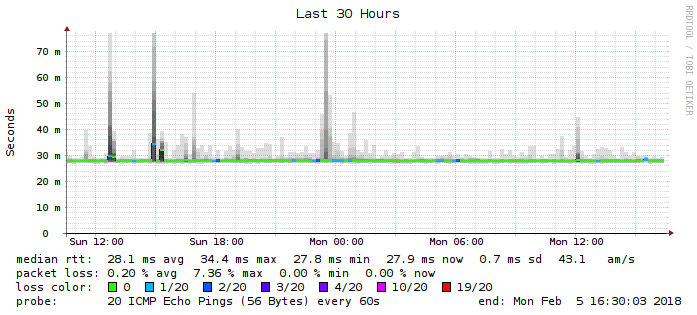 Last 30 Hours
RRDTOOL / TOBI OETIKER
Seconds
70 m
60 m
50 m
40 m
30 m
20 m
10 m
0
Sun 12:00 Sun 18:00 Mon 00:00 Mon 06:00 Mon 12:00
median rtt: 28.1 ms avg 34.4 ms max 27.8 ms min 27.9 ms now 0.7 ms sd 43.1 am/s
packet loss: 0.20 % avg 7.36 % max 0.00 % min 0.00 % now
loss color: 0 1/20 2/20 3/20 4/20 10/20 19/20
probe: 20 ICMP Echo Pings (56 Bytes) every 60s end: Mon Feb 5 16:30:03 2018